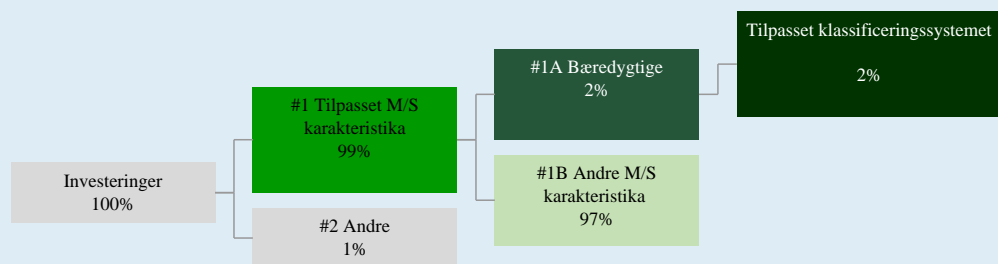 Investeringer
100%
#1 Tilpasset M/S
karakteristika
99%
#2 Andre
1%
#1A Bæredygtige
2%
#1B Andre M/S
karakteristika
97%
Tilpasset klassificeringssystemet
2%